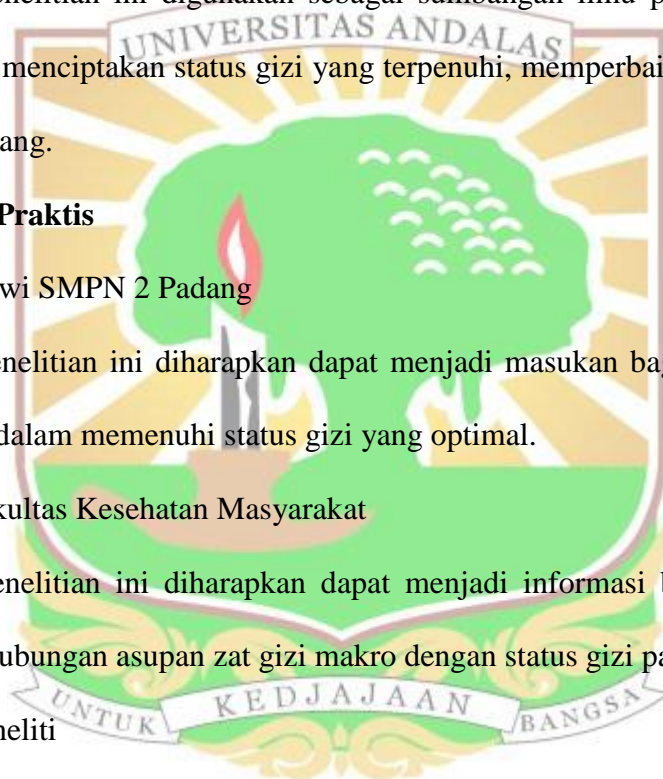 enelitian ini digunakan sebagai sumbangan ilmu p
UNIVERSITAS ANDALAS
menciptakan status gizi yang terpenuhi, memperbai
ang.
Praktis
wi SMPN 2 Padang
enelitian ini diharapkan dapat menjadi masukan bag
dalam memenuhi status gizi yang optimal.
kultas Kesehatan Masyarakat
enelitian ini diharapkan dapat menjadi informasi b
ubungan asupan zat gizi makro dengan status gizi pa
UNTUK KEDJAJAAN BANGSA
neliti